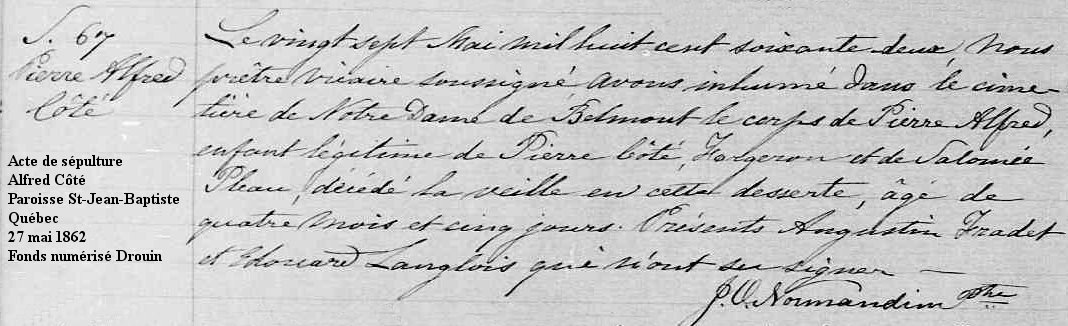 S. 67
Pierre Alfred
Côté
Le vingt sept Mai mil huit cent soixante deux, Nous
prêtre vicaire soussigné avons inhumé dans le cime-
tière de Notre Dame de Belmont le corps de Pierre Alfred,
enfant légitime de Pierre Côté, Forgeron et de Salomée
Pleau, décédé la veille en cette desserte, âgé de
quatre mois et cinq jours. Présents Augustin Fradet
et Edouard Langlois qui n'ont su signer —
J. O. Normandin Ptre
Acte de sépulture
Alfred Côté
Paroisse St-Jean-Baptiste
Québec
27 mai 1862
Fonds numérisé Drouin